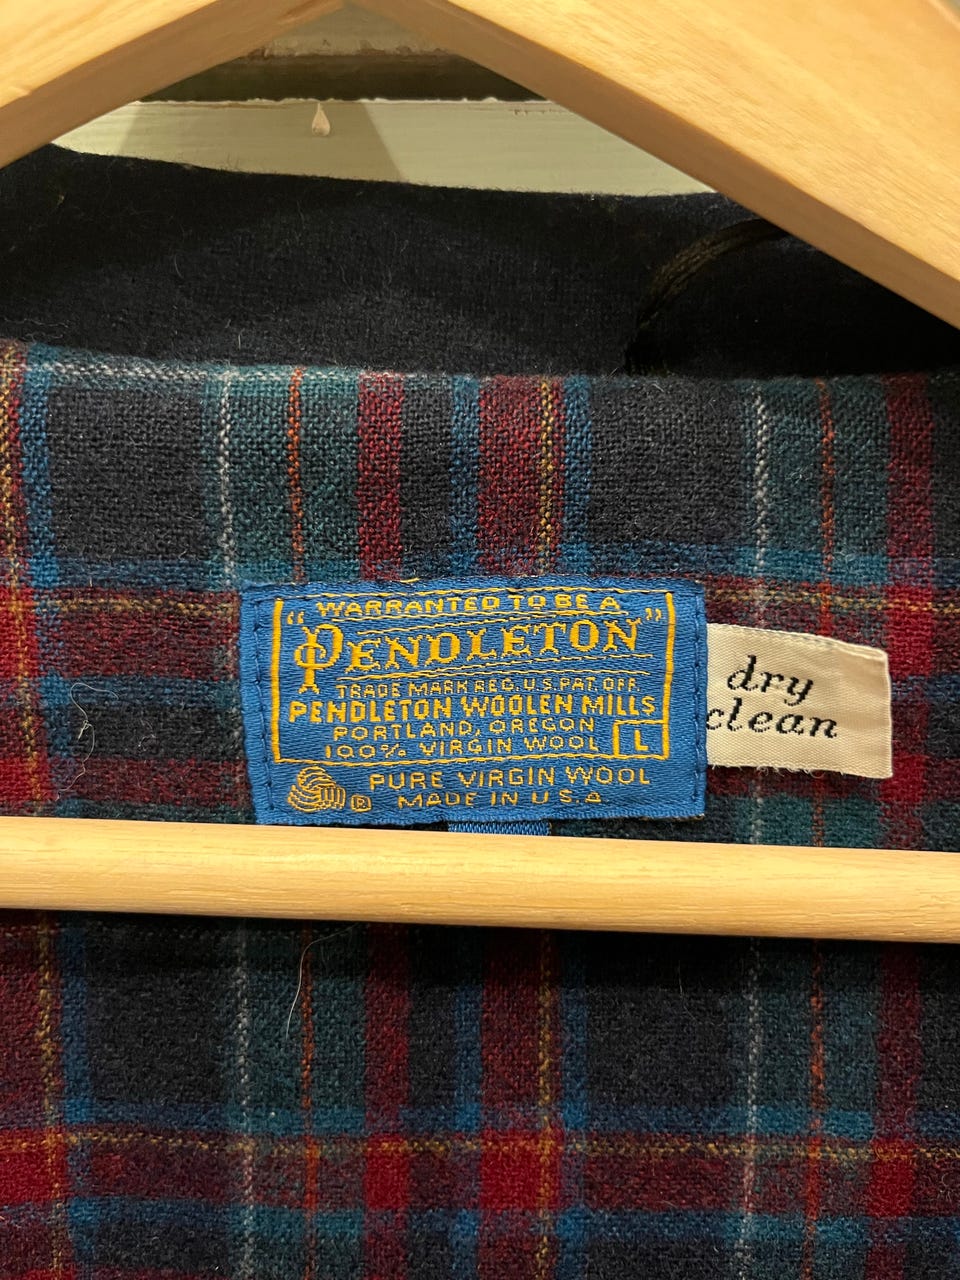 "WARRANTED TO BE A
PENDLETON"
TRADE MARK REG. U.S. PAT. OFF.
PENDLETON WOOLEN MILLS
PORTLAND, OREGON
100% VIRGIN WOOL L
PURE VIRGIN WOOL
® MADE IN U.S.A.
dry
clean